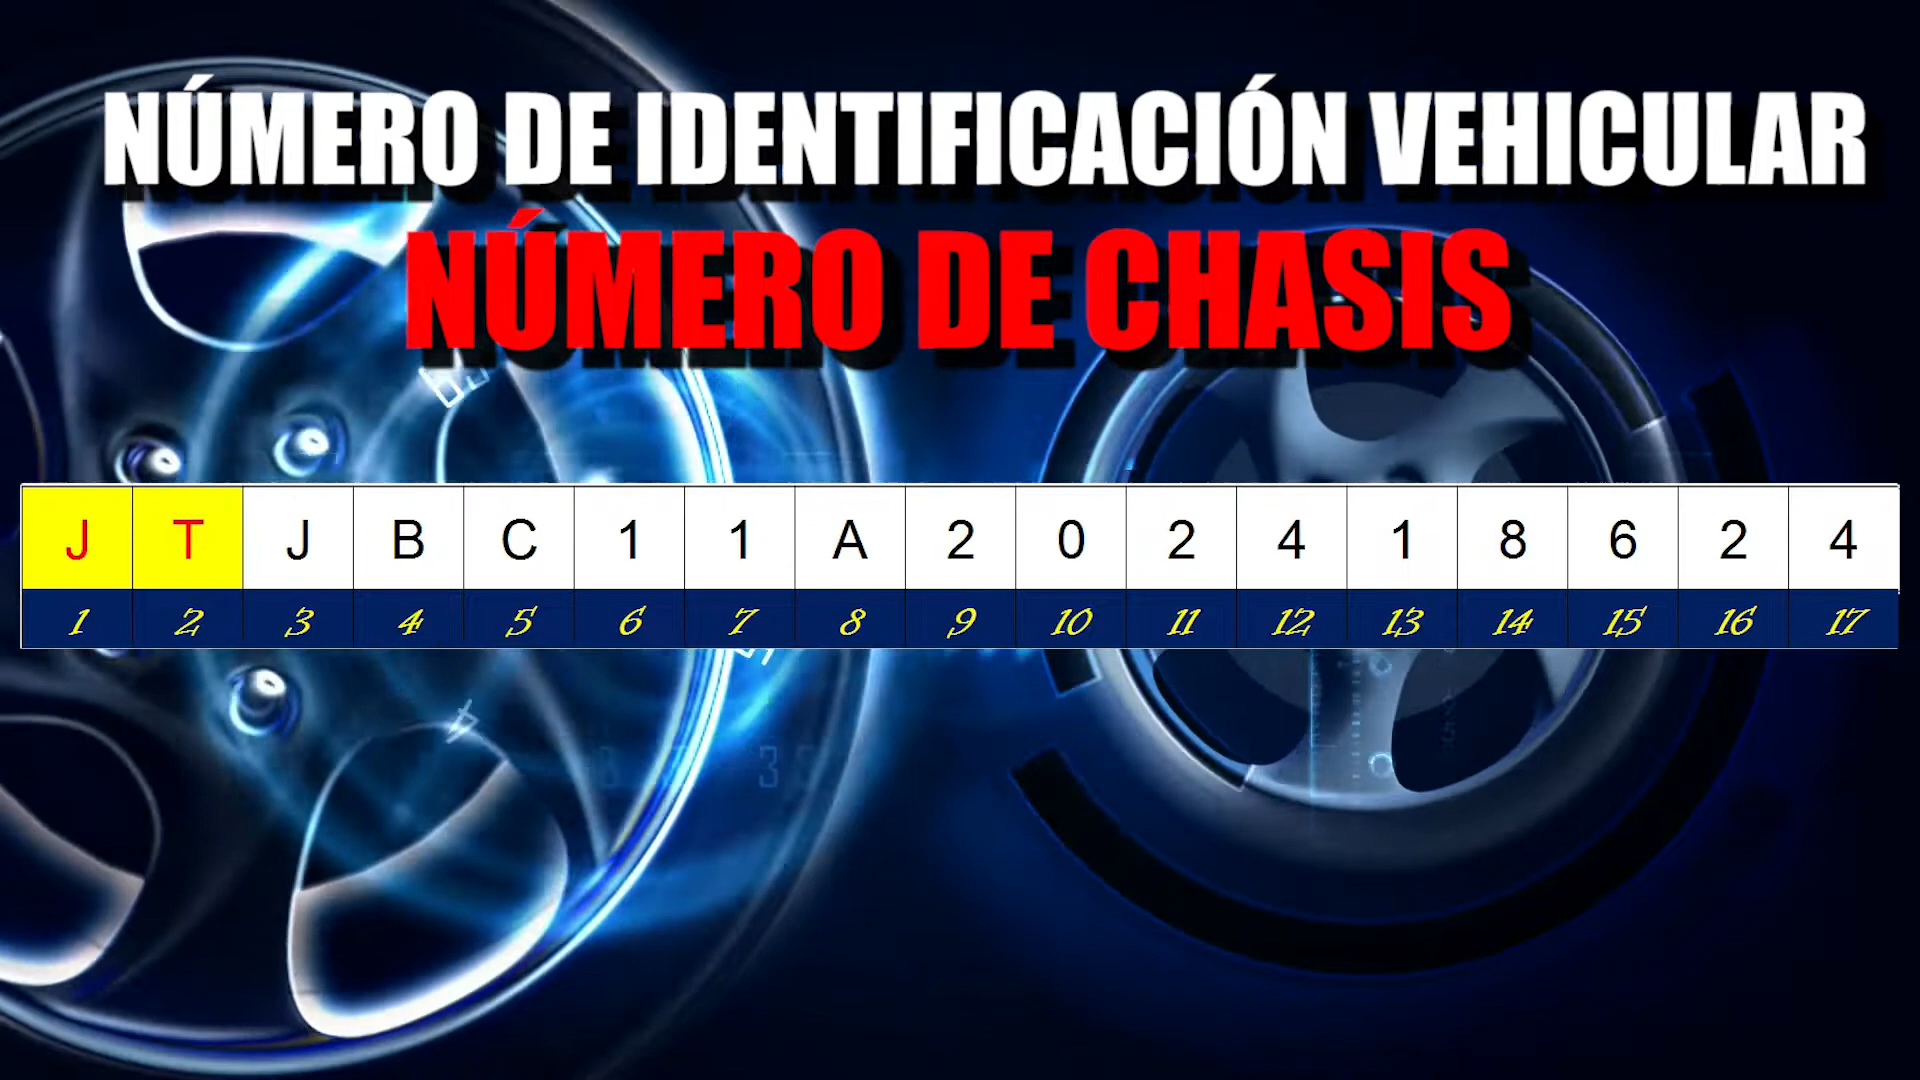 NÚMERO DE IDENTIFICACIÓN VEHICULAR
NÚMERO DE CHASIS
J T J B C 1 1 A 2 0 2 4 1 8 6 2 4
1 2 3 4 5 6 7 8 9 10 11 12 13 14 15 16 17